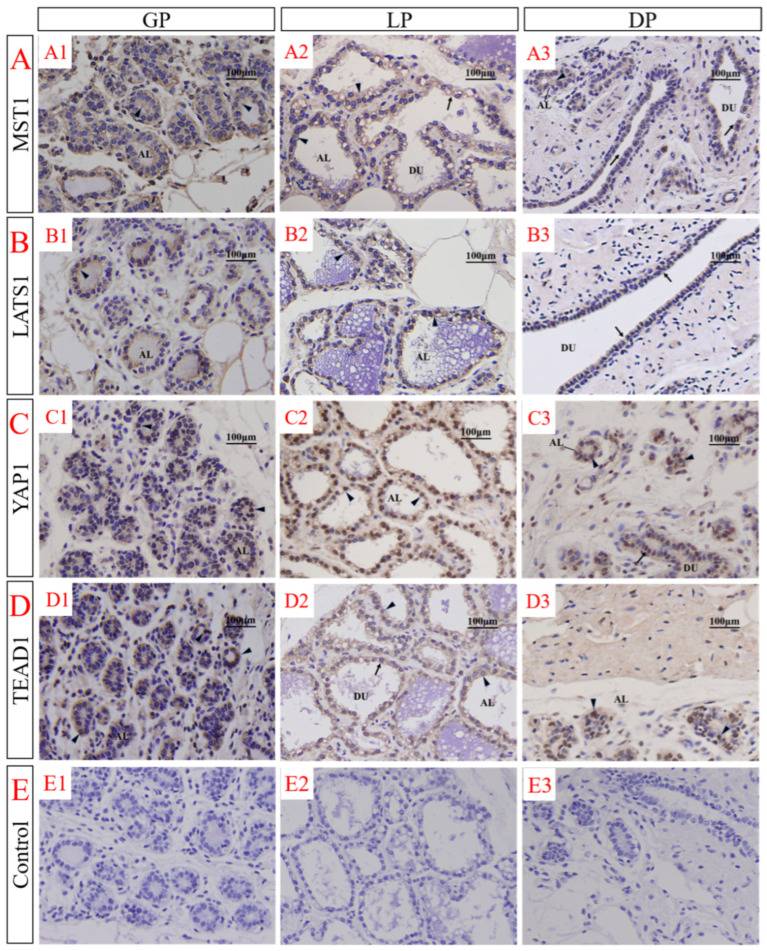 GP LP DP
A MST1
A1 100μm AL
A2 100μm AL DU
A3 100μm AL DU
B LATS1
B1 100μm AL
B2 100μm AL
B3 100μm DU
C YAP1
C1 100μm AL
C2 100μm AL
C3 100μm AL DU
D TEAD1
D1 100μm AL
D2 100μm DU AL
D3 100μm AL
E Control
E1
E2
E3